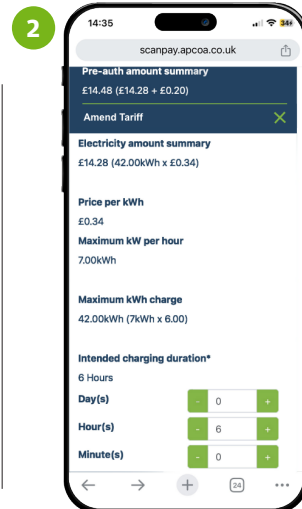 2
14:35
34
scanpay.apcoa.co.uk
Pre-auth amount summary
£14.48 (£14.28 + £0.20)
Amend Tariff
Electricity amount summary
£14.28 (42.00kWh x £0.34)
Price per kWh
£0.34
Maximum kW per hour
7.00kWh
Maximum kWh charge
42.00kWh (7kWh x 6.00)
Intended charging duration*
6 Hours
Day(s) - 0 +
Hour(s) - 6 +
Minute(s) - 0 +
24